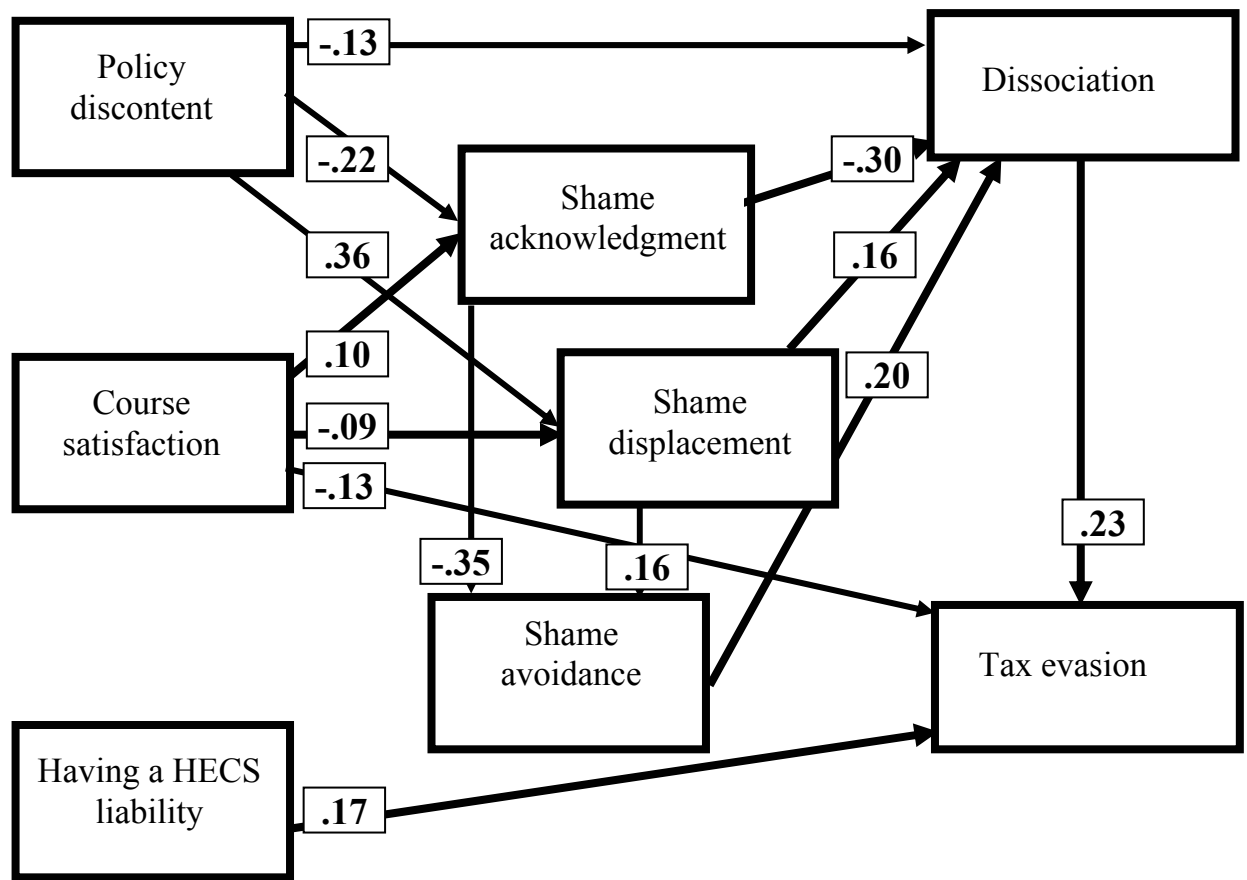 Policy
discontent
-.13
Dissociation
-.22
Shame
acknowledgment
-.30
.36
.16
.10
Course
satisfaction
-.09
-.13
Shame
displacement
.20
.23
-.35
.16
Shame
avoidance
Tax evasion
Having a HECS
liability
.17